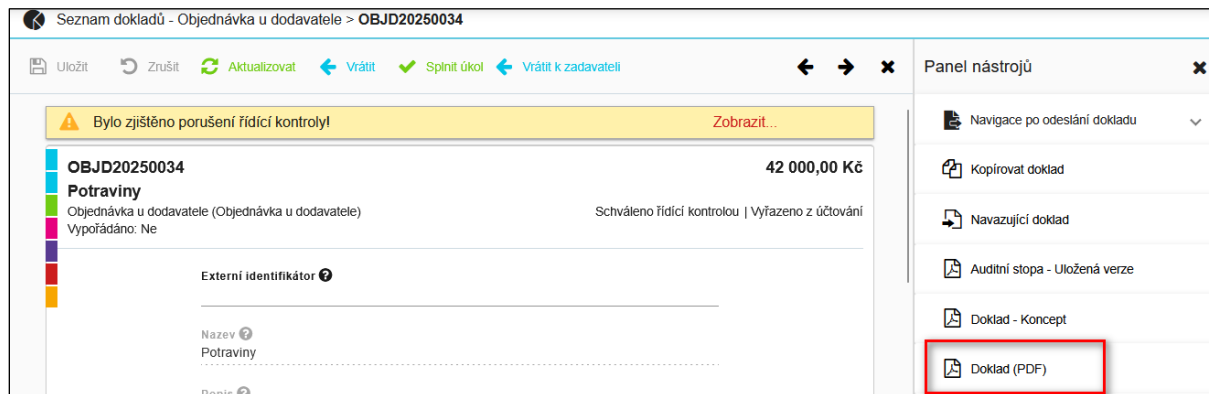 Seznam dokladů - Objednávka u dodavatele > OBJD20250034
Uložit Zrušit Aktualizovat Vrátit Splnit úkol Vrátit k zadavateli
Panel nástrojů
Bylo zjištěno porušení řídící kontroly! Zobrazit...
OBJD20250034 42 000,00 Kč
Potraviny
Objednávka u dodavatele (Objednávka u dodavatele) Schváleno řídící kontrolou | Vyřazeno z účtování
Vypořádáno: Ne
Externí identifikátor
Nazev
Potraviny
Popis
Navigace po odeslání dokladu
Kopírovat doklad
Navazující doklad
Auditní stopa - Uložená verze
Doklad - Koncept
Doklad (PDF)